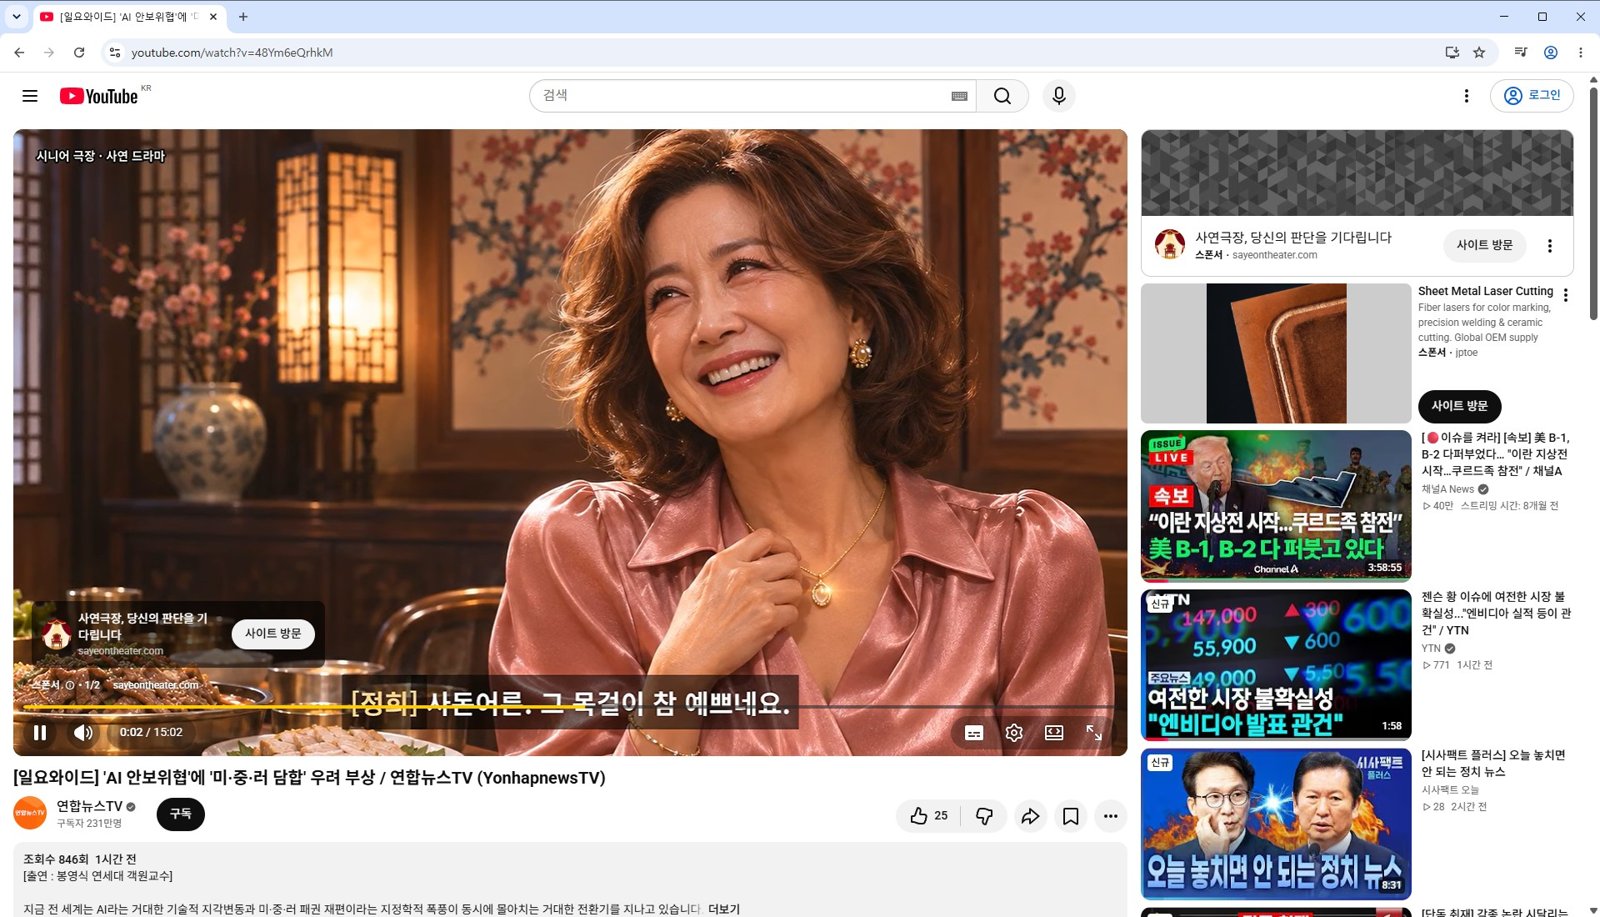 [일요와이드] 'AI 안보위협'에
youtube.com/watch?v=48Ym6eQrhkM
YouTube KR
검색
로그인
시니어 극장 · 사연 드라마
사연극장, 당신의 판단을 기
다립니다
sayeontheater.com
사이트 방문
스폰서 · 1/2 sayeontheater.com
[정희] 사돈어른. 그 목걸이 참 예쁘네요.
0:02 / 15:02
[일요와이드] 'AI 안보위협'에 '미·중·러 담합' 우려 부상 / 연합뉴스TV (YonhapnewsTV)
연합뉴스TV
연합뉴스TV
구독자 231만명
구독
25
조회수 846회 1시간 전
[출연 : 봉영식 연세대 객원교수]
지금 전 세계는 AI라는 거대한 기술적 지각변동과 미·중·러 패권 재편이라는 지정학적 폭풍이 동시에 몰아치는 거대한 전환기를 지나고 있습니다. 더보기
사연극장, 당신의 판단을 기다립니다
스폰서 · sayeontheater.com
사이트 방문
Sheet Metal Laser Cutting
Fiber lasers for color marking,
precision welding & ceramic
cutting. Global OEM supply
스폰서 · jptoe
사이트 방문
ISSUE
LIVE
속보
“이란 지상전 시작...쿠르드족 참전”
美 B-1, B-2 다 퍼붓고 있다
Channel A
3:58:55
[🔴이슈를 켜라] [속보] 美 B-1,
B-2 다퍼부었다... "이란 지상전
시작...쿠르드족 참전" / 채널A
채널A News
40만 스트리밍 시간: 8개월 전
신규
YTN
147,000 ▲ 300 600
55,900 ▼ 600
49,000 ▼ 5,50
주요뉴스
여전한 시장 불확실성
"엔비디아 발표 관건"
1:58
젠슨 황 이슈에 여전한 시장 불
확실성..."엔비디아 실적 등이 관
건" / YTN
YTN
771 1시간 전
신규
시사팩트
플러스
오늘 놓치면 안 되는 정치 뉴스
8:31
[시사팩트 플러스] 오늘 놓치면
안 되는 정치 뉴스
시사팩트 오늘
28 2시간 전
[단독 취재] 각종 논란 시달리는